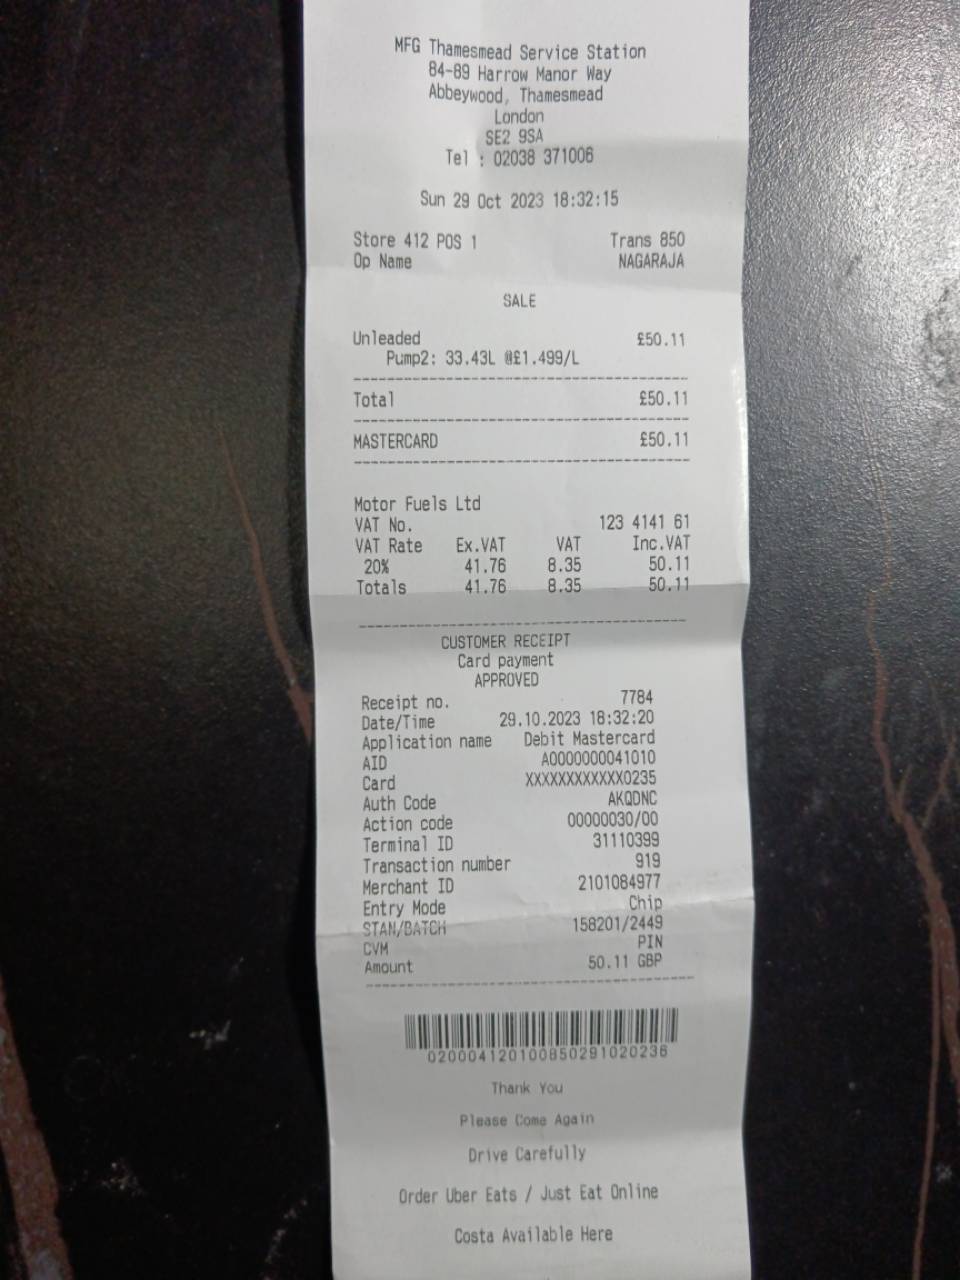 MFG Thamesmead Service Station
84-89 Harrow Manor Way
Abbeywood, Thamesmead
London
SE2 9SA
Tel : 02038 371006
Sun 29 Oct 2023 18:32:15
Store 412 POS 1 Trans 850
Op Name NAGARAJA
SALE
Unleaded £50.11
Pump2: 33.43L @£1.499/L
Total £50.11
MASTERCARD £50.11
Motor Fuels Ltd
VAT No. 123 4141 61
VAT Rate Ex.VAT VAT Inc.VAT
20% 41.76 8.35 50.11
Totals 41.76 8.35 50.11
CUSTOMER RECEIPT
Card payment
APPROVED
Receipt no. 7784
Date/Time 29.10.2023 18:32:20
Application name Debit Mastercard
AID A0000000041010
Card XXXXXXXXXXXX0235
Auth Code AKQDNC
Action code 00000030/00
Terminal ID 31110399
Transaction number 919
Merchant ID 2101084977
Entry Mode Chip
STAN/BATCH 158201/2449
CVM PIN
Amount 50.11 GBP
020004120100850291020236
Thank You
Please Come Again
Drive Carefully
Order Uber Eats / Just Eat Online
Costa Available Here